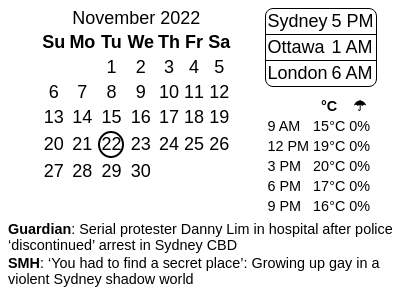 November 2022
Su Mo Tu We Th Fr Sa
1 2 3 4 5
6 7 8 9 10 11 12
13 14 15 16 17 18 19
20 21 22 23 24 25 26
27 28 29 30
Sydney 5 PM
Ottawa 1 AM
London 6 AM
°C ☂
9 AM 15°C 0%
12 PM 19°C 0%
3 PM 20°C 0%
6 PM 17°C 0%
9 PM 16°C 0%
Guardian: Serial protester Danny Lim in hospital after police
‘discontinued’ arrest in Sydney CBD
SMH: ‘You had to find a secret place’: Growing up gay in a
violent Sydney shadow world